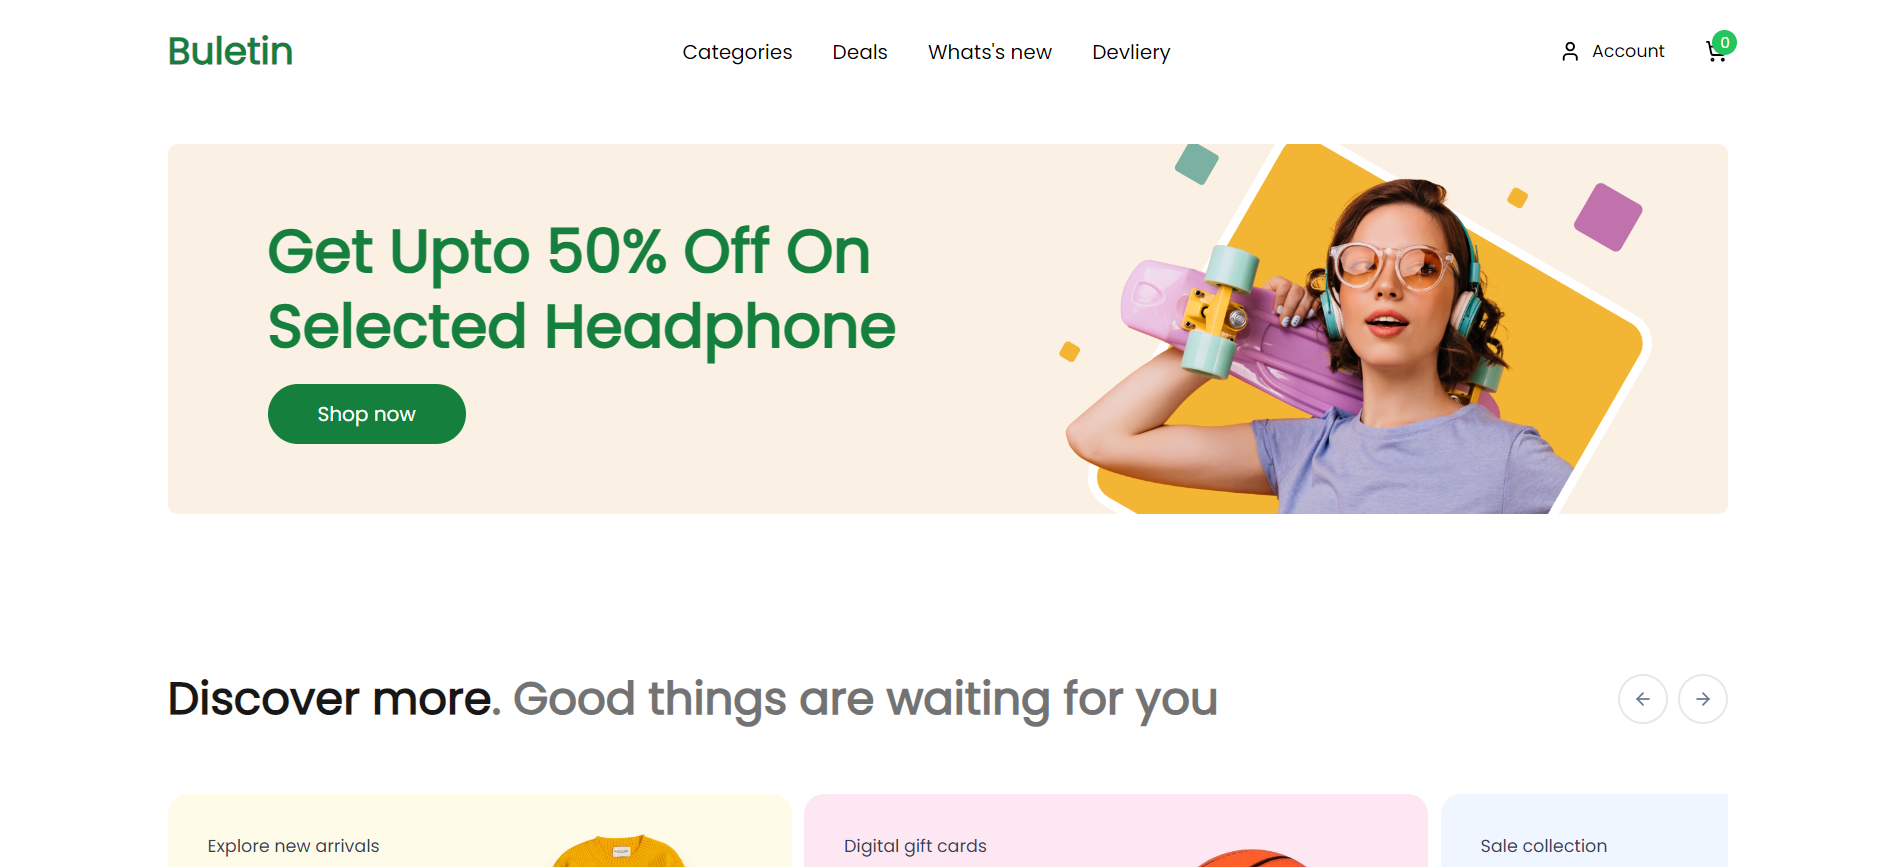 Buletin
Categories
Deals
Whats's new
Devliery
Account
0
Get Upto 50% Off On
Selected Headphone
Shop now
Discover more. Good things are waiting for you
Explore new arrivals
Digital gift cards
Sale collection